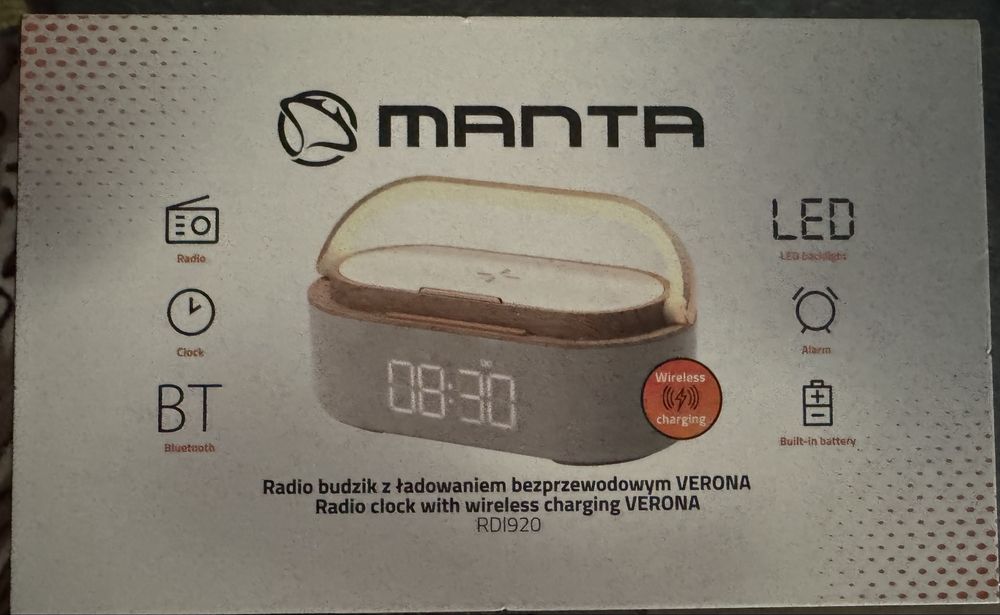 MANTA
Radio
Clock
BT
Bluetooth
LED
LED backlight
Alarm
Built-in battery
08:30
Wireless
charging
Radio budzik z ładowaniem bezprzewodowym VERONA
Radio clock with wireless charging VERONA
RDI920